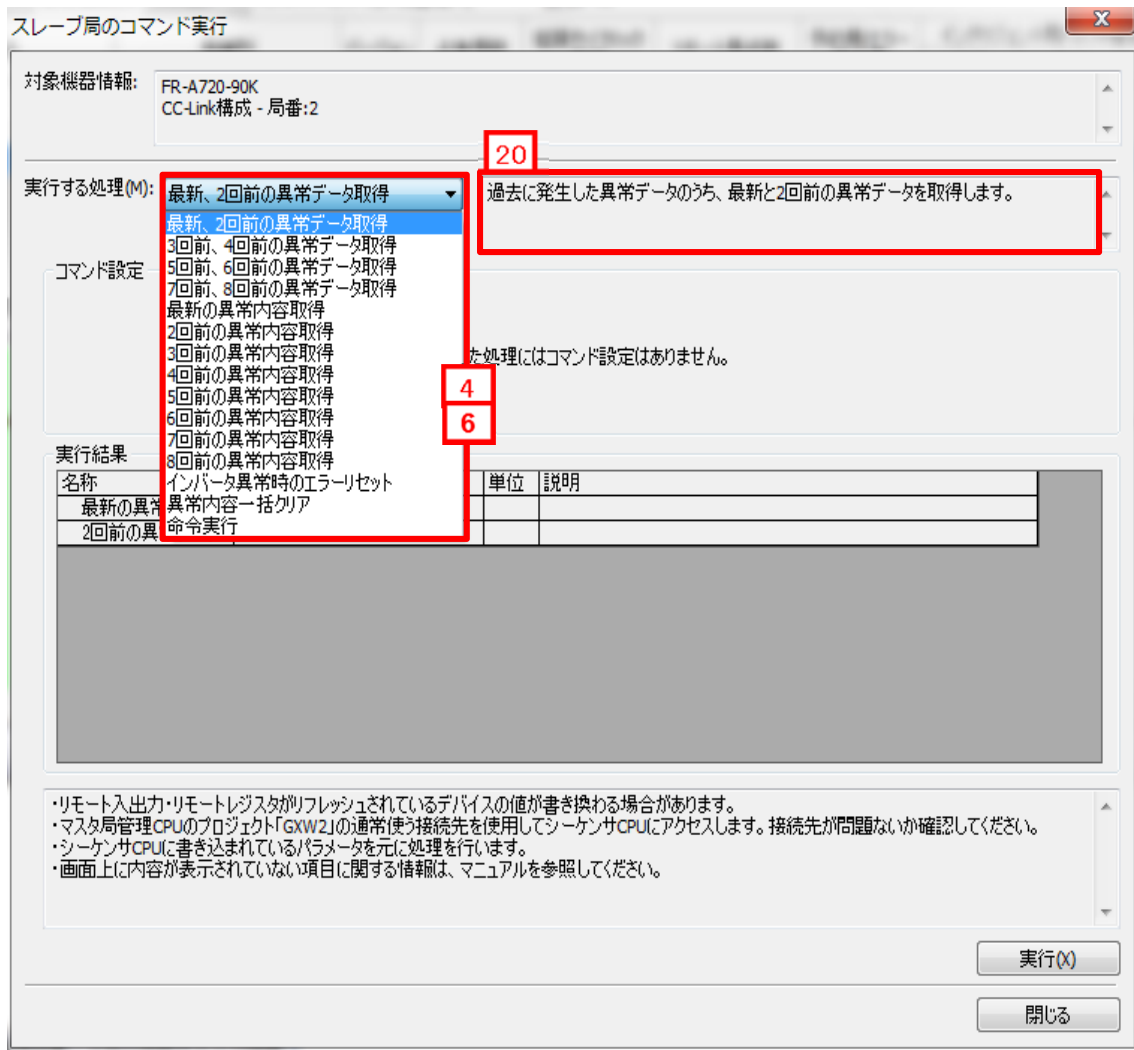 スレーブ局のコマンド実行
対象機器情報:
FR-A720-90K
CC-Link構成 - 局番:2
20
実行する処理(M):
最新、2回前の異常データ取得
過去に発生した異常データのうち、最新と2回前の異常データを取得します。
最新、2回前の異常データ取得
3回前、4回前の異常データ取得
5回前、6回前の異常データ取得
7回前、8回前の異常データ取得
最新の異常内容取得
2回前の異常内容取得
3回前の異常内容取得
4回前の異常内容取得
5回前の異常内容取得
6回前の異常内容取得
7回前の異常内容取得
8回前の異常内容取得
インバータ異常時のエラーリセット
異常内容一括クリア
命令実行
コマンド設定
た処理にはコマンド設定はありません。
4
6
実行結果
名称 単位 説明
最新の異常
2回前の異
・リモート入出力・リモートレジスタがリフレッシュされているデバイスの値が書き換わる場合があります。
・マスタ局管理CPUのプロジェクト「GXW2」の通常使う接続先を使用してシーケンサCPUにアクセスします。接続先が問題ないか確認してください。
・シーケンサCPUに書き込まれているパラメータを元に処理を行います。
・画面上に内容が表示されていない項目に関する情報は、マニュアルを参照してください。
実行(X)
閉じる